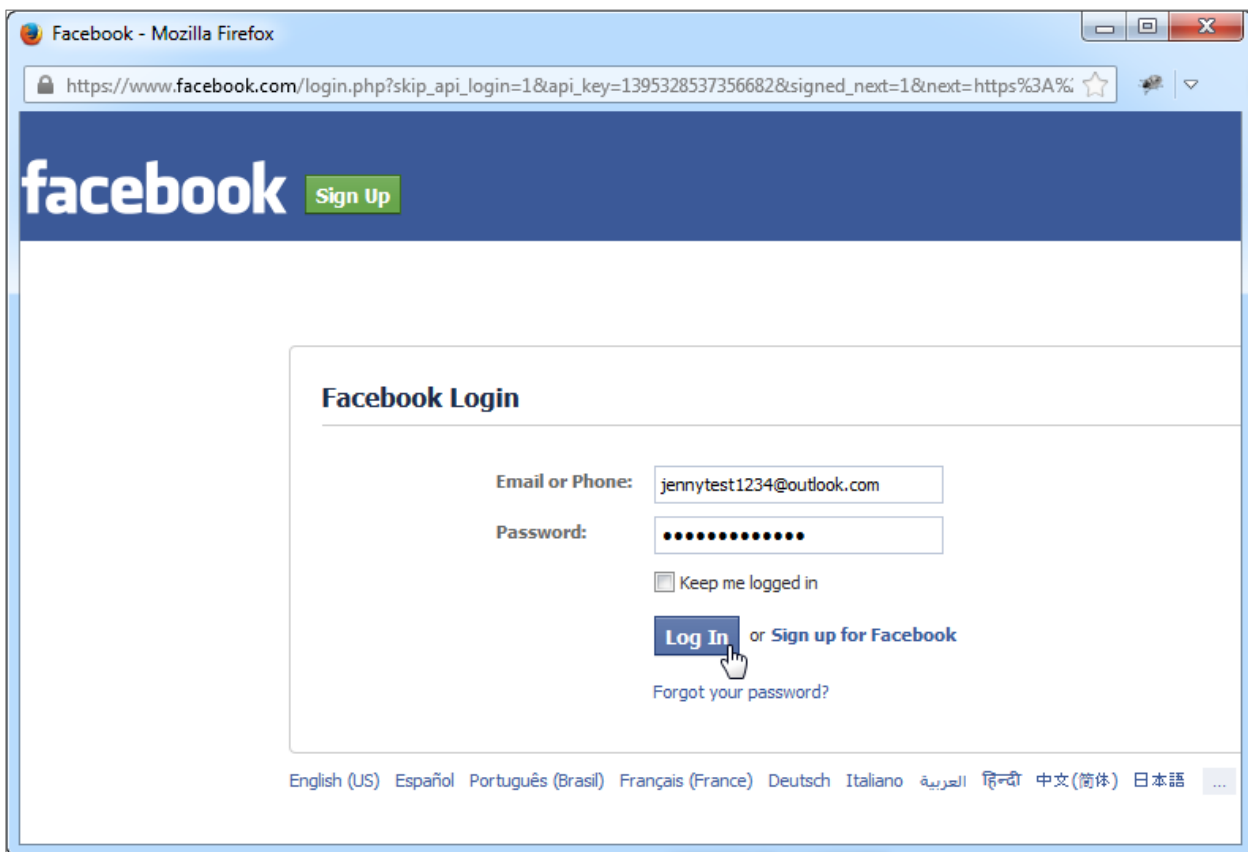 Facebook - Mozilla Firefox
https://www.facebook.com/login.php?skip_api_login=1&api_key=1395328537356682&signed_next=1&next=https%3A%
facebook Sign Up
Facebook Login
Email or Phone: jennytest1234@outlook.com
Password: •••••••••••••
Keep me logged in
Log In or Sign up for Facebook
Forgot your password?
English (US) Español Português (Brasil) Français (France) Deutsch Italiano العربية हिन्दी 中文(简体) 日本語 ...